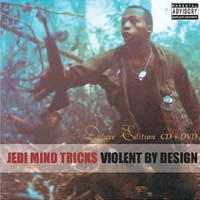 PARENTAL
ADVISORY
EXPLICIT CONTENT
Deluxe Edition CD + DVD
JEDI MIND TRICKS VIOLENT BY DESIGN